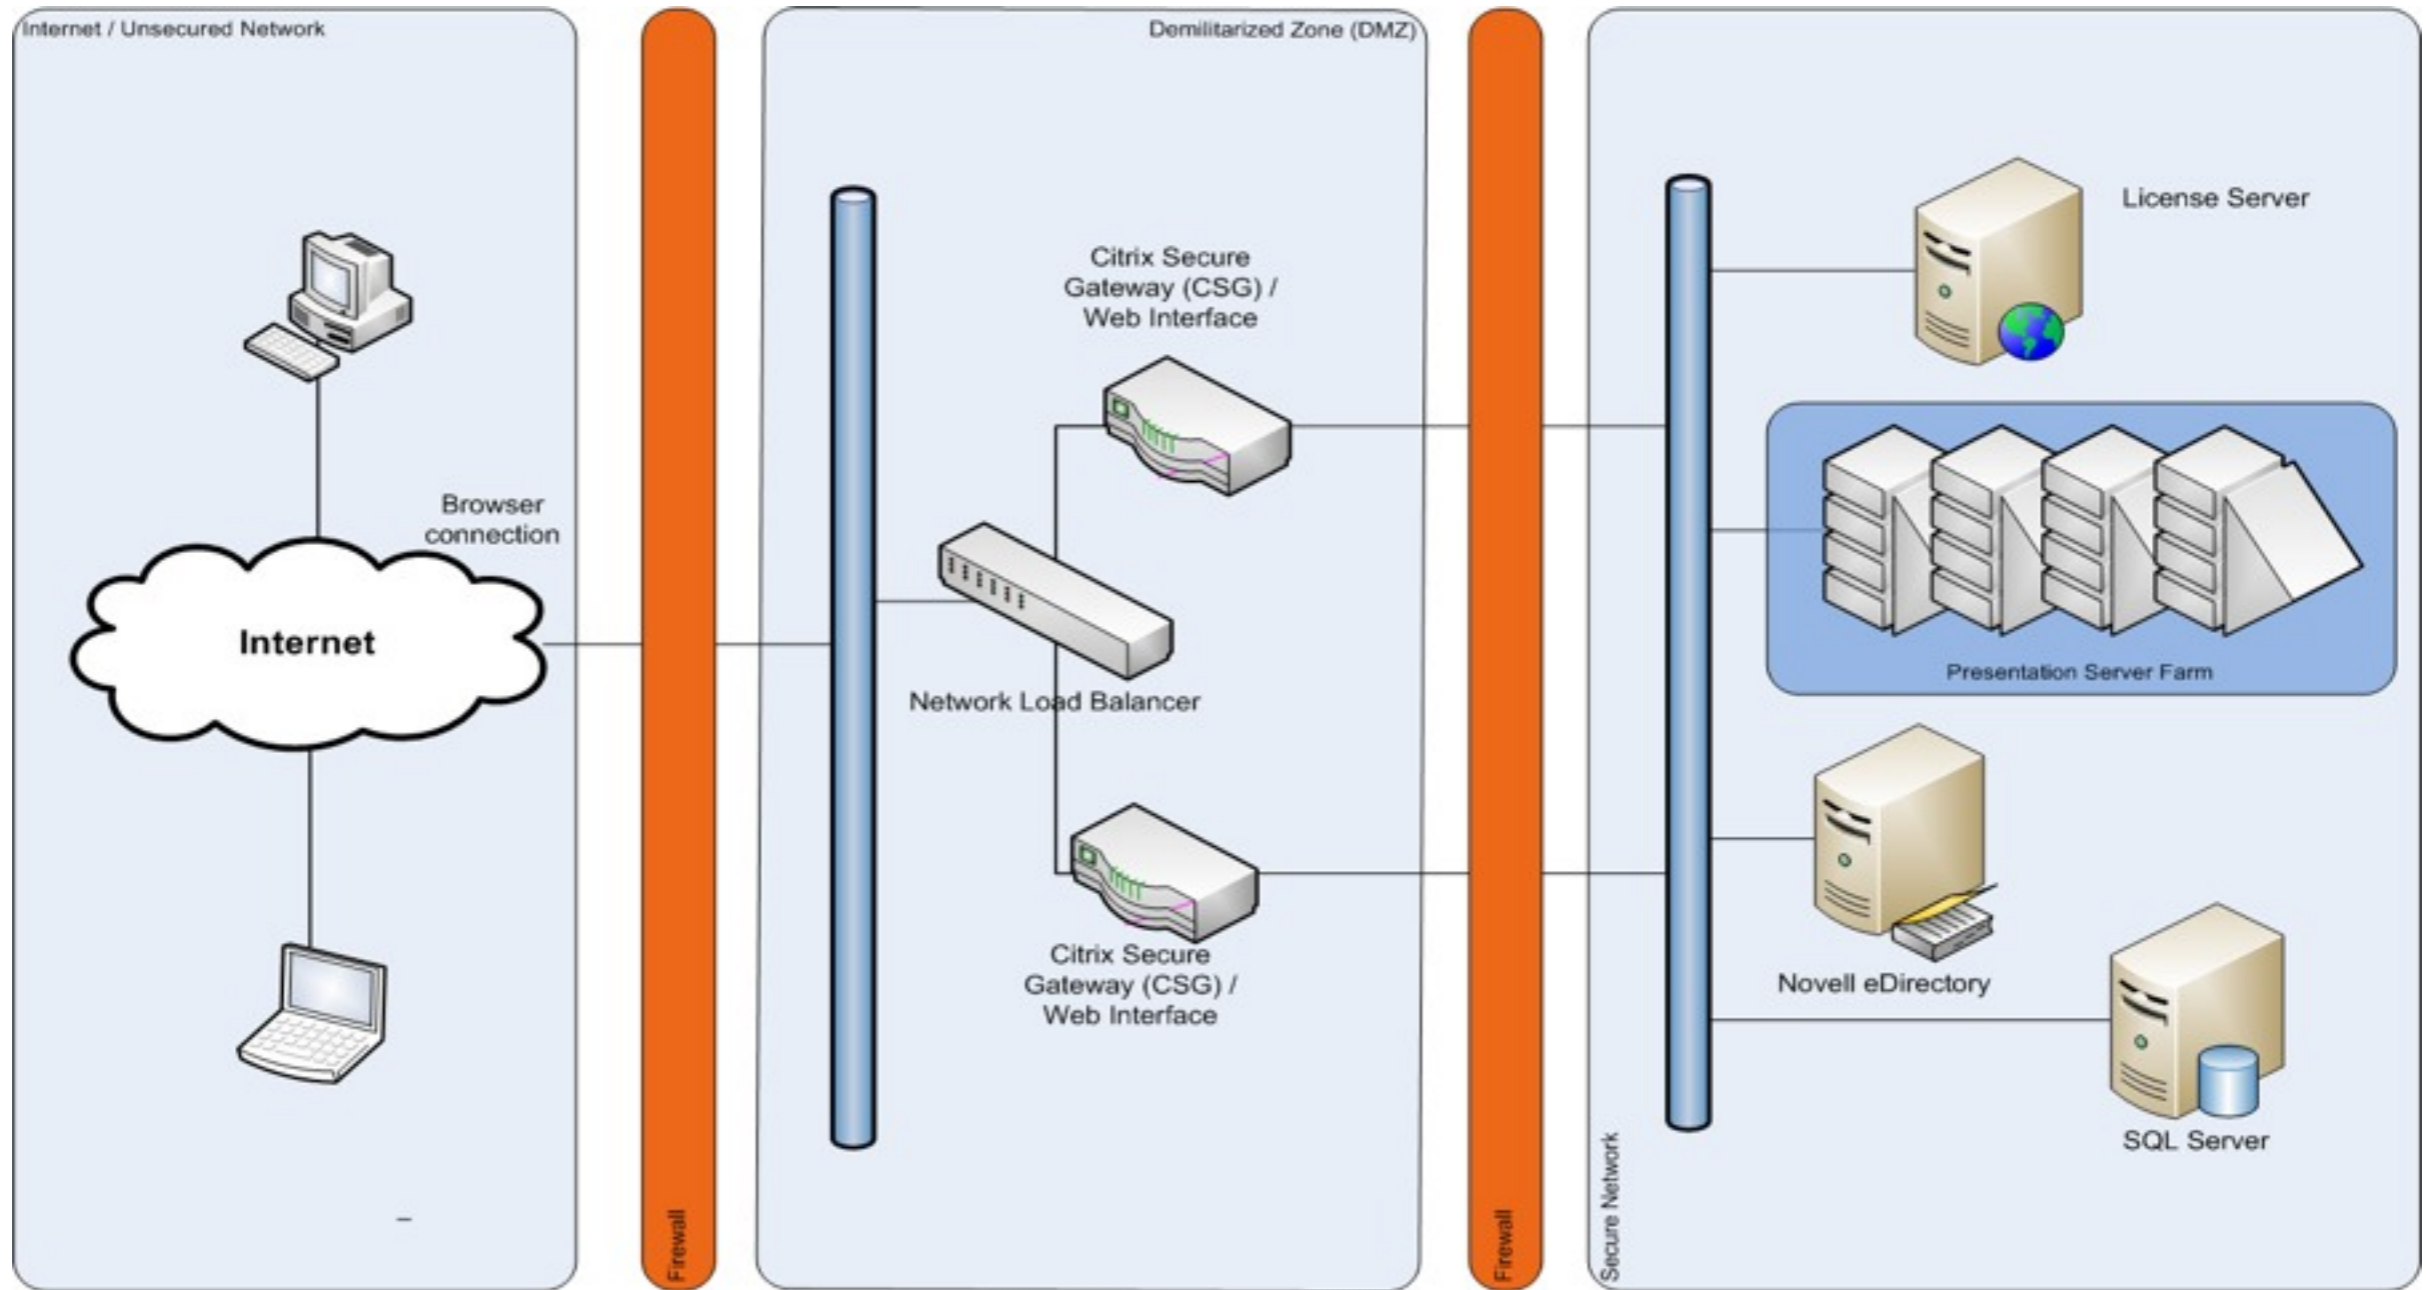 Internet / Unsecured Network
Browser
connection
Internet
–
Firewall
Demilitarized Zone (DMZ)
Citrix Secure
Gateway (CSG) /
Web Interface
Network Load Balancer
Citrix Secure
Gateway (CSG) /
Web Interface
Firewall
Secure Network
License Server
Presentation Server Farm
Novell eDirectory
SQL Server